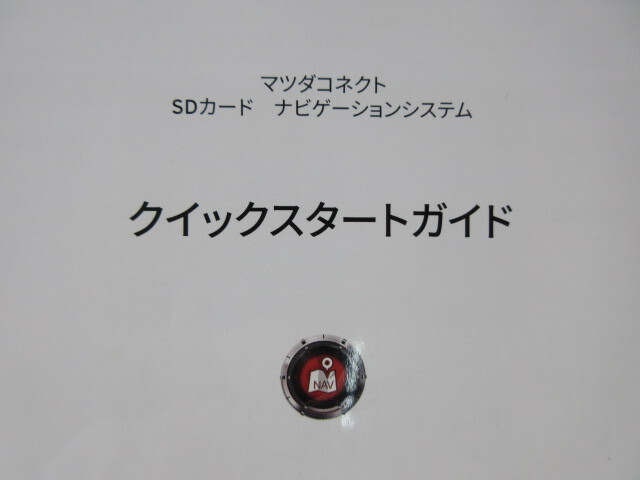 マツダコネクト
SDカード　ナビゲーションシステム
クイックスタートガイド
NAV